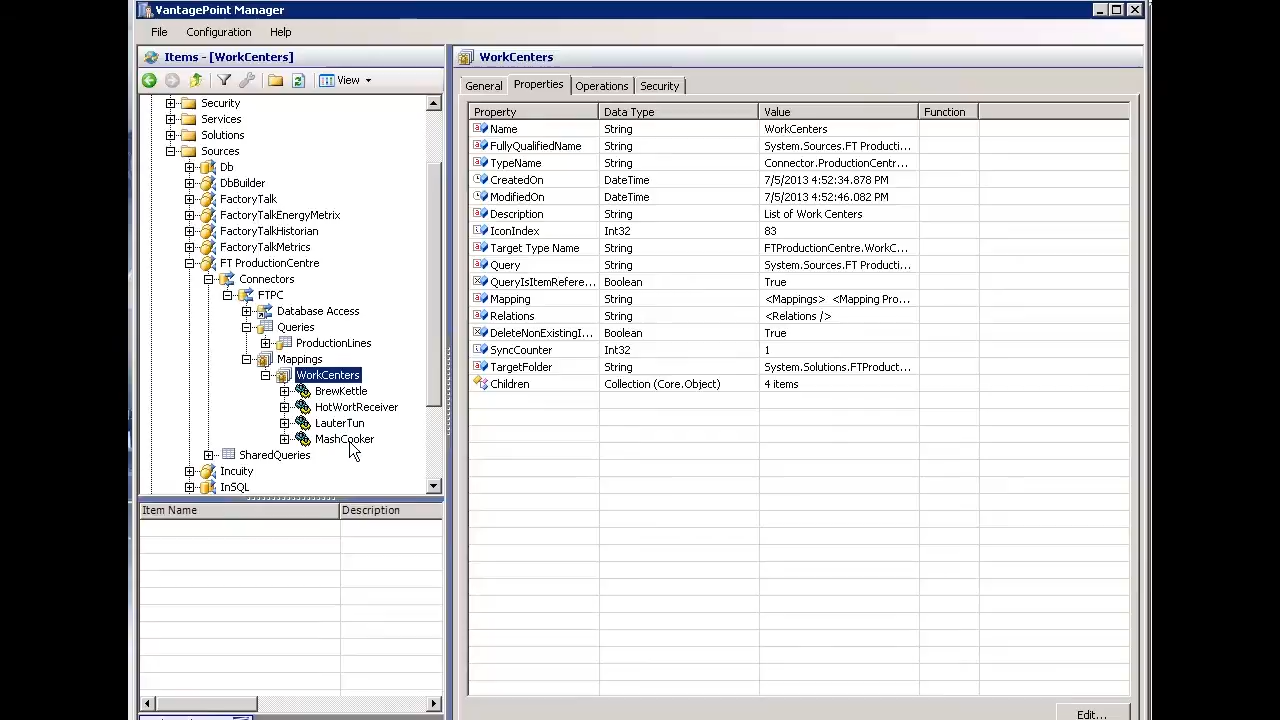 VantagePoint Manager
File Configuration Help
Items - [WorkCenters]
View
Security
Services
Solutions
Sources
Db
DbBuilder
FactoryTalk
FactoryTalkEnergyMetrix
FactoryTalkHistorian
FactoryTalkMetrics
FT ProductionCentre
Connectors
FTPC
Database Access
Queries
ProductionLines
Mappings
WorkCenters
BrewKettle
HotWortReceiver
LauterTun
MashCooker
SharedQueries
Incuity
InSQL
Item Name Description
WorkCenters
General Properties Operations Security
Property Data Type Value Function
Name String WorkCenters
FullyQualifiedName String System.Sources.FT Producti...
TypeName String Connector.ProductionCentr...
CreatedOn DateTime 7/5/2013 4:52:34.878 PM
ModifiedOn DateTime 7/5/2013 4:52:46.082 PM
Description String List of Work Centers
IconIndex Int32 83
Target Type Name String FTProductionCentre.WorkC...
Query String System.Sources.FT Producti...
QueryIsItemRefere... Boolean True
Mapping String <Mappings> <Mapping Pro...
Relations String <Relations />
DeleteNonExistingI... Boolean True
SyncCounter Int32 1
TargetFolder String System.Solutions.FTProduct...
Children Collection (Core.Object) 4 items
Edit...